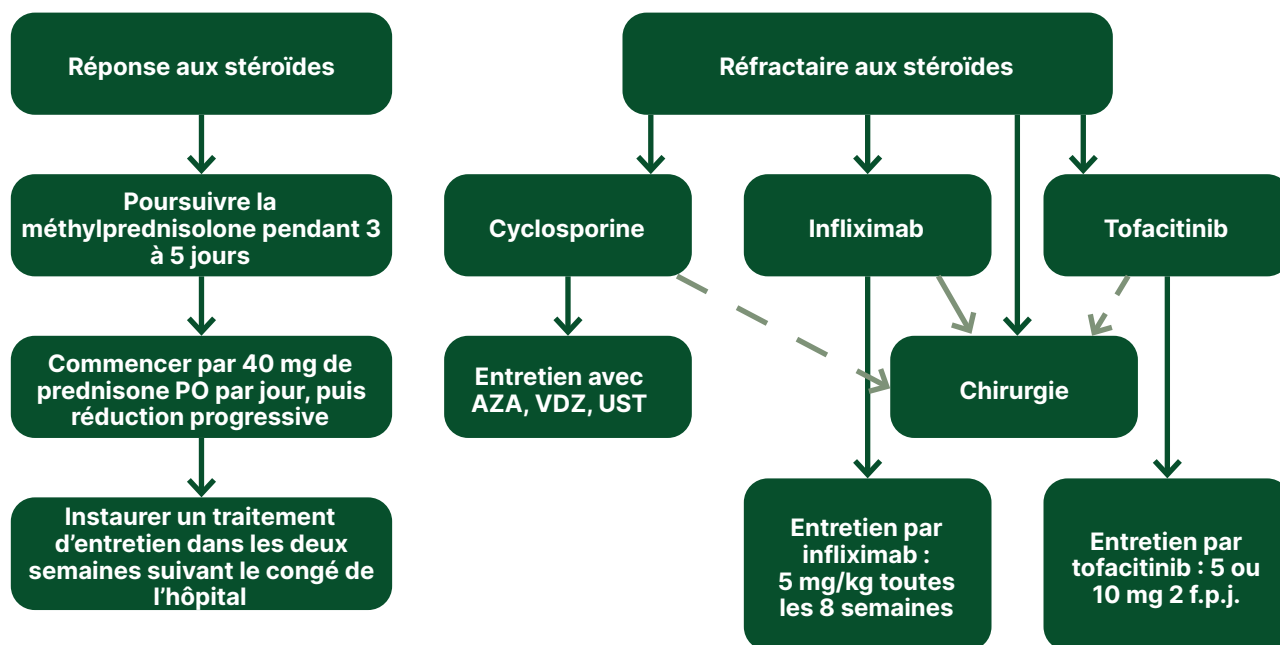 Réponse aux stéroïdes
Poursuivre la
méthylprednisolone pendant 3
à 5 jours
Commencer par 40 mg de
prednisone PO par jour, puis
réduction progressive
Instaurer un traitement
d’entretien dans les deux
semaines suivant le congé de
l’hôpital
Réfractaire aux stéroïdes
Cyclosporine
Infliximab
Tofacitinib
Entretien avec
AZA, VDZ, UST
Chirurgie
Entretien par
infliximab :
5 mg/kg toutes
les 8 semaines
Entretien par
tofacitinib : 5 ou
10 mg 2 f.p.j.